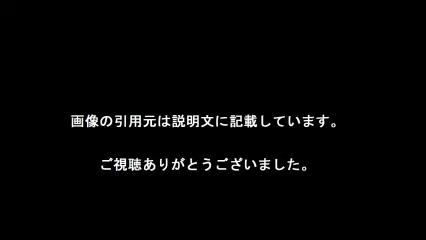 画像の引用元は説明文に記載しています。
ご視聴ありがとうございました。